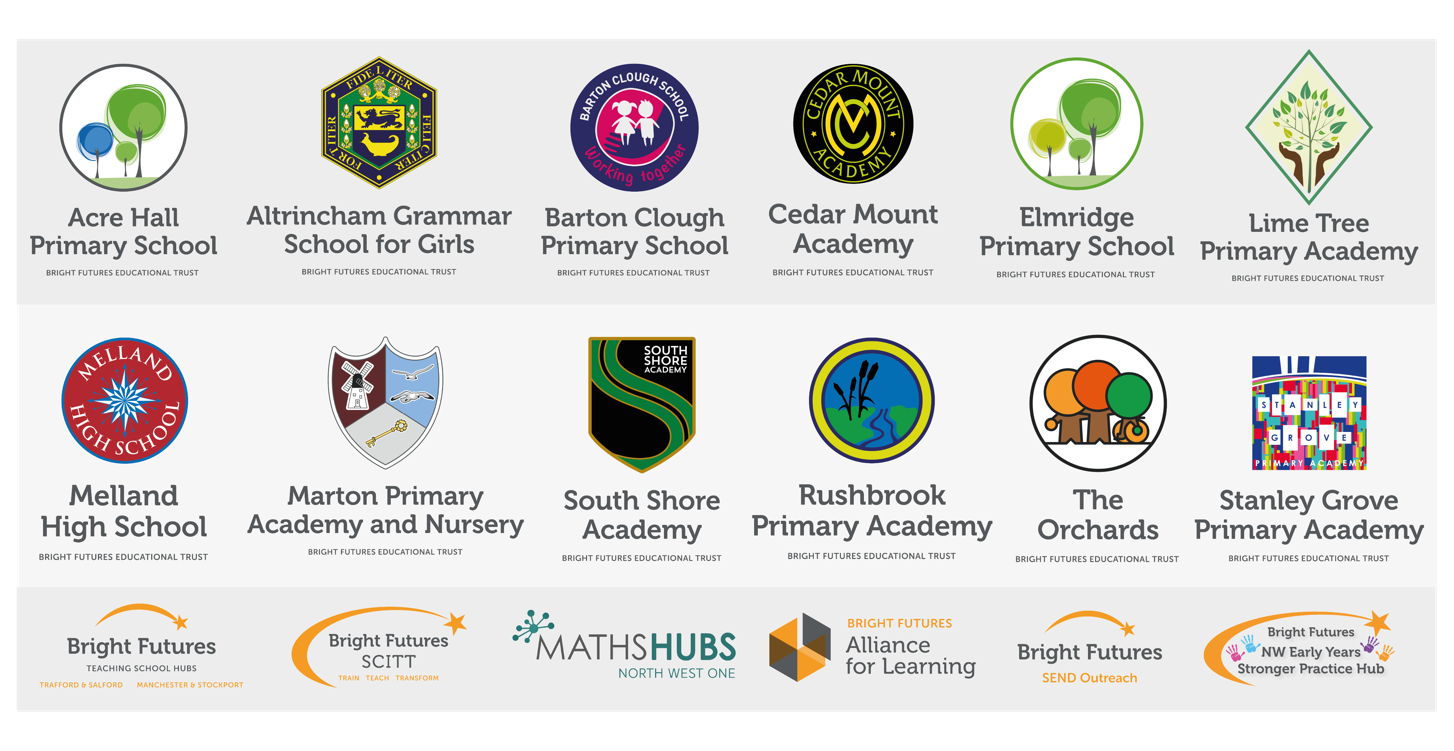 FIDELITER
FORTITER
FELICITER
BARTON CLOUGH SCHOOL
Working together
CEDAR MOUNT
ACADEMY
Acre Hall
Primary School
BRIGHT FUTURES EDUCATIONAL TRUST
Altrincham Grammar
School for Girls
BRIGHT FUTURES EDUCATIONAL TRUST
Barton Clough
Primary School
BRIGHT FUTURES EDUCATIONAL TRUST
Cedar Mount
Academy
BRIGHT FUTURES EDUCATIONAL TRUST
Elmridge
Primary School
BRIGHT FUTURES EDUCATIONAL TRUST
Lime Tree
Primary Academy
BRIGHT FUTURES EDUCATIONAL TRUST
MELLAND
HIGH SCHOOL
Melland
High School
BRIGHT FUTURES EDUCATIONAL TRUST
Marton Primary
Academy and Nursery
BRIGHT FUTURES EDUCATIONAL TRUST
SOUTH
SHORE
ACADEMY
South Shore
Academy
BRIGHT FUTURES EDUCATIONAL TRUST
Rushbrook
Primary Academy
BRIGHT FUTURES EDUCATIONAL TRUST
The
Orchards
BRIGHT FUTURES EDUCATIONAL TRUST
STANLEY
GROVE
PRIMARY ACADEMY
Stanley Grove
Primary Academy
BRIGHT FUTURES EDUCATIONAL TRUST
Bright Futures
TEACHING SCHOOL HUBS
TRAFFORD & SALFORD MANCHESTER & STOCKPORT
Bright Futures
SCITT
TRAIN TEACH TRANSFORM
MATHSHUBS
NORTH WEST ONE
BRIGHT FUTURES
Alliance
for Learning
Bright Futures
SEND Outreach
Bright Futures
NW Early Years
Stronger Practice Hub